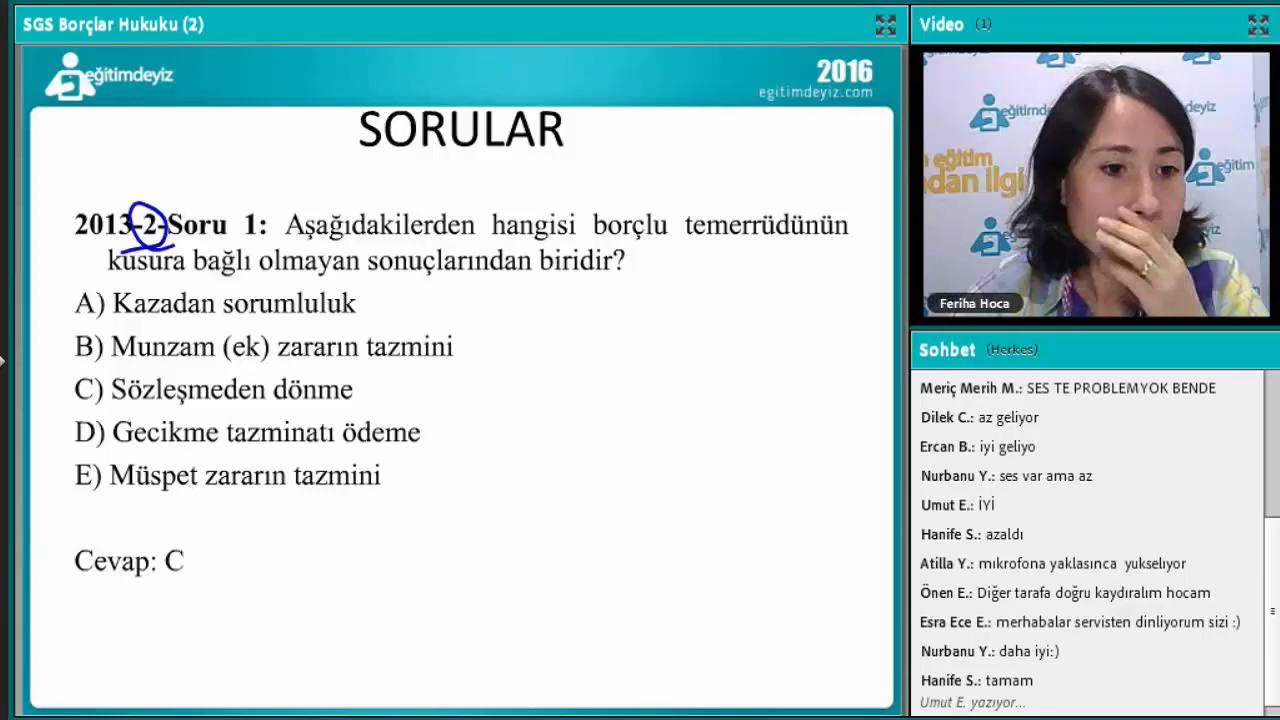 SGS Borçlar Hukuku (2)
eğitimdeyiz
2016
egitimdeyiz.com
SORULAR
2013-2-Soru 1: Aşağıdakilerden hangisi borçlu temerrüdünün
kusura bağlı olmayan sonuçlarından biridir?
A) Kazadan sorumluluk
B) Munzam (ek) zararın tazmini
C) Sözleşmeden dönme
D) Gecikme tazminatı ödeme
E) Müspet zararın tazmini
Cevap: C
Video (1)
eğitim
dan ilgi
eğitim
Feriha Hoca
Sohbet (Herkes)
Meriç Merih M.: SES TE PROBLEMYOK BENDE
Dilek C.: az geliyor
Ercan B.: iyi geliyo
Nurbanu Y.: ses var ama az
Umut E.: İYİ
Hanife S.: azaldı
Atilla Y.: mıkrofona yaklasınca yukselıyor
Önen E.: Diğer tarafa doğru kaydıralım hocam
Esra Ece E.: merhabalar servisten dinliyorum sizi :)
Nurbanu Y.: daha iyi:)
Hanife S.: tamam
Umut E. yazıyor...